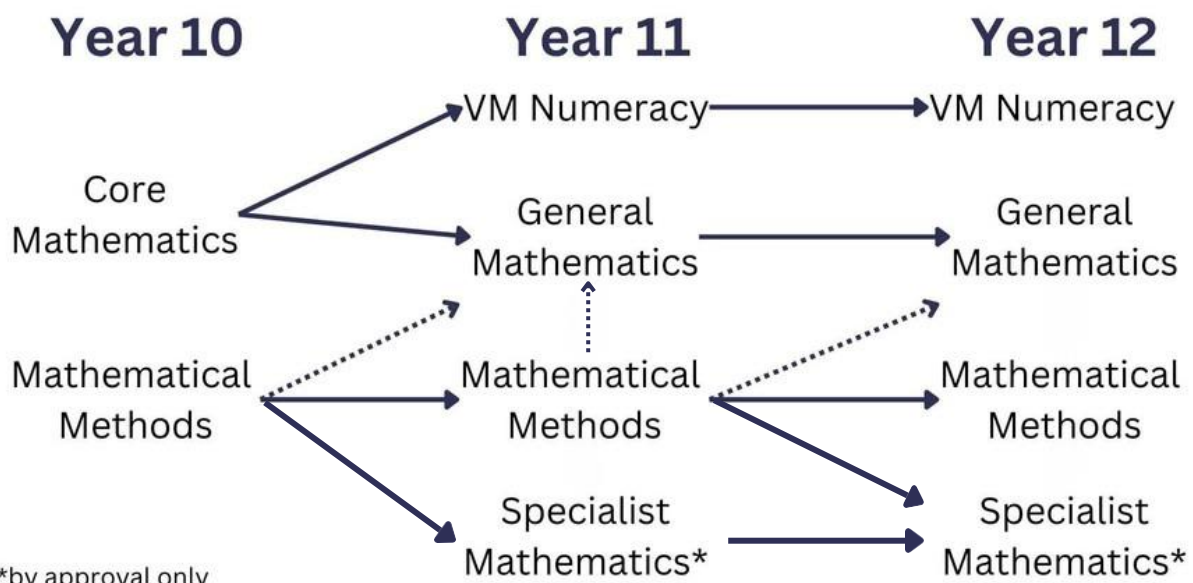 Year 10
Year 11
Year 12
VM Numeracy
VM Numeracy
Core
Mathematics
General
Mathematics
General
Mathematics
Mathematical
Methods
Mathematical
Methods
Mathematical
Methods
Specialist
Mathematics*
Specialist
Mathematics*
*by approval only